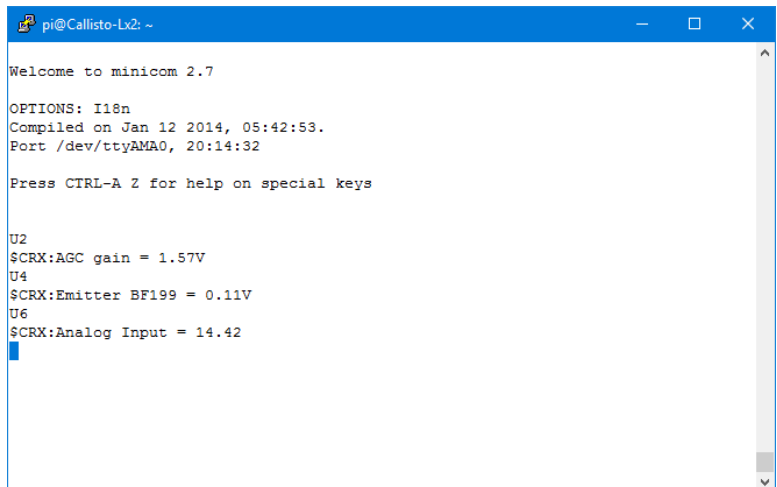 pi@Callisto-Lx2: ~
Welcome to minicom 2.7
OPTIONS: I18n
Compiled on Jan 12 2014, 05:42:53.
Port /dev/ttyAMA0, 20:14:32
Press CTRL-A Z for help on special keys
U2
$CRX:AGC gain = 1.57V
U4
$CRX:Emitter BF199 = 0.11V
U6
$CRX:Analog Input = 14.42